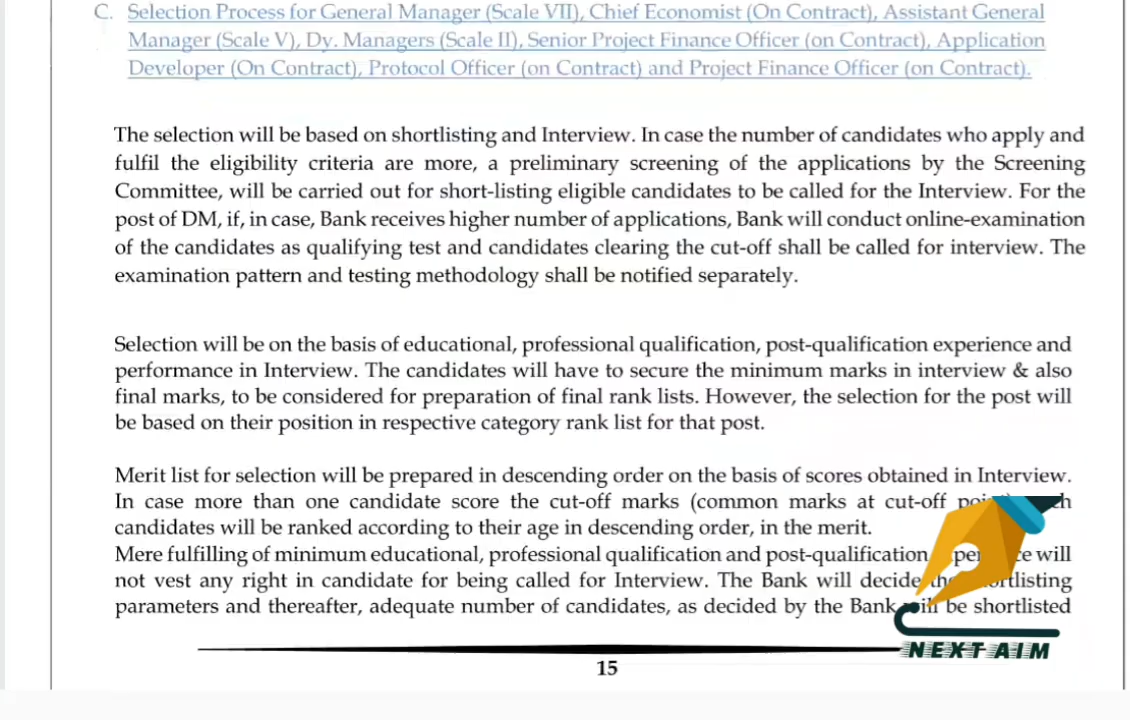 C. Selection Process for General Manager (Scale VII), Chief Economist (On Contract), Assistant General
Manager (Scale V), Dy. Managers (Scale II), Senior Project Finance Officer (on Contract), Application
Developer (On Contract), Protocol Officer (on Contract) and Project Finance Officer (on Contract).
The selection will be based on shortlisting and Interview. In case the number of candidates who apply and
fulfil the eligibility criteria are more, a preliminary screening of the applications by the Screening
Committee, will be carried out for short-listing eligible candidates to be called for the Interview. For the
post of DM, if, in case, Bank receives higher number of applications, Bank will conduct online-examination
of the candidates as qualifying test and candidates clearing the cut-off shall be called for interview. The
examination pattern and testing methodology shall be notified separately.
Selection will be on the basis of educational, professional qualification, post-qualification experience and
performance in Interview. The candidates will have to secure the minimum marks in interview & also
final marks, to be considered for preparation of final rank lists. However, the selection for the post will
be based on their position in respective category rank list for that post.
Merit list for selection will be prepared in descending order on the basis of scores obtained in Interview.
In case more than one candidate score the cut-off marks (common marks at cut-off
candidates will be ranked according to their age in descending order, in the merit.
Mere fulfilling of minimum educational, professional qualification and post-qualification will
not vest any right in candidate for being called for Interview. The Bank will decide
parameters and thereafter, adequate number of candidates, as decided by the Bank will be shortlisted
NEXT AIM
15